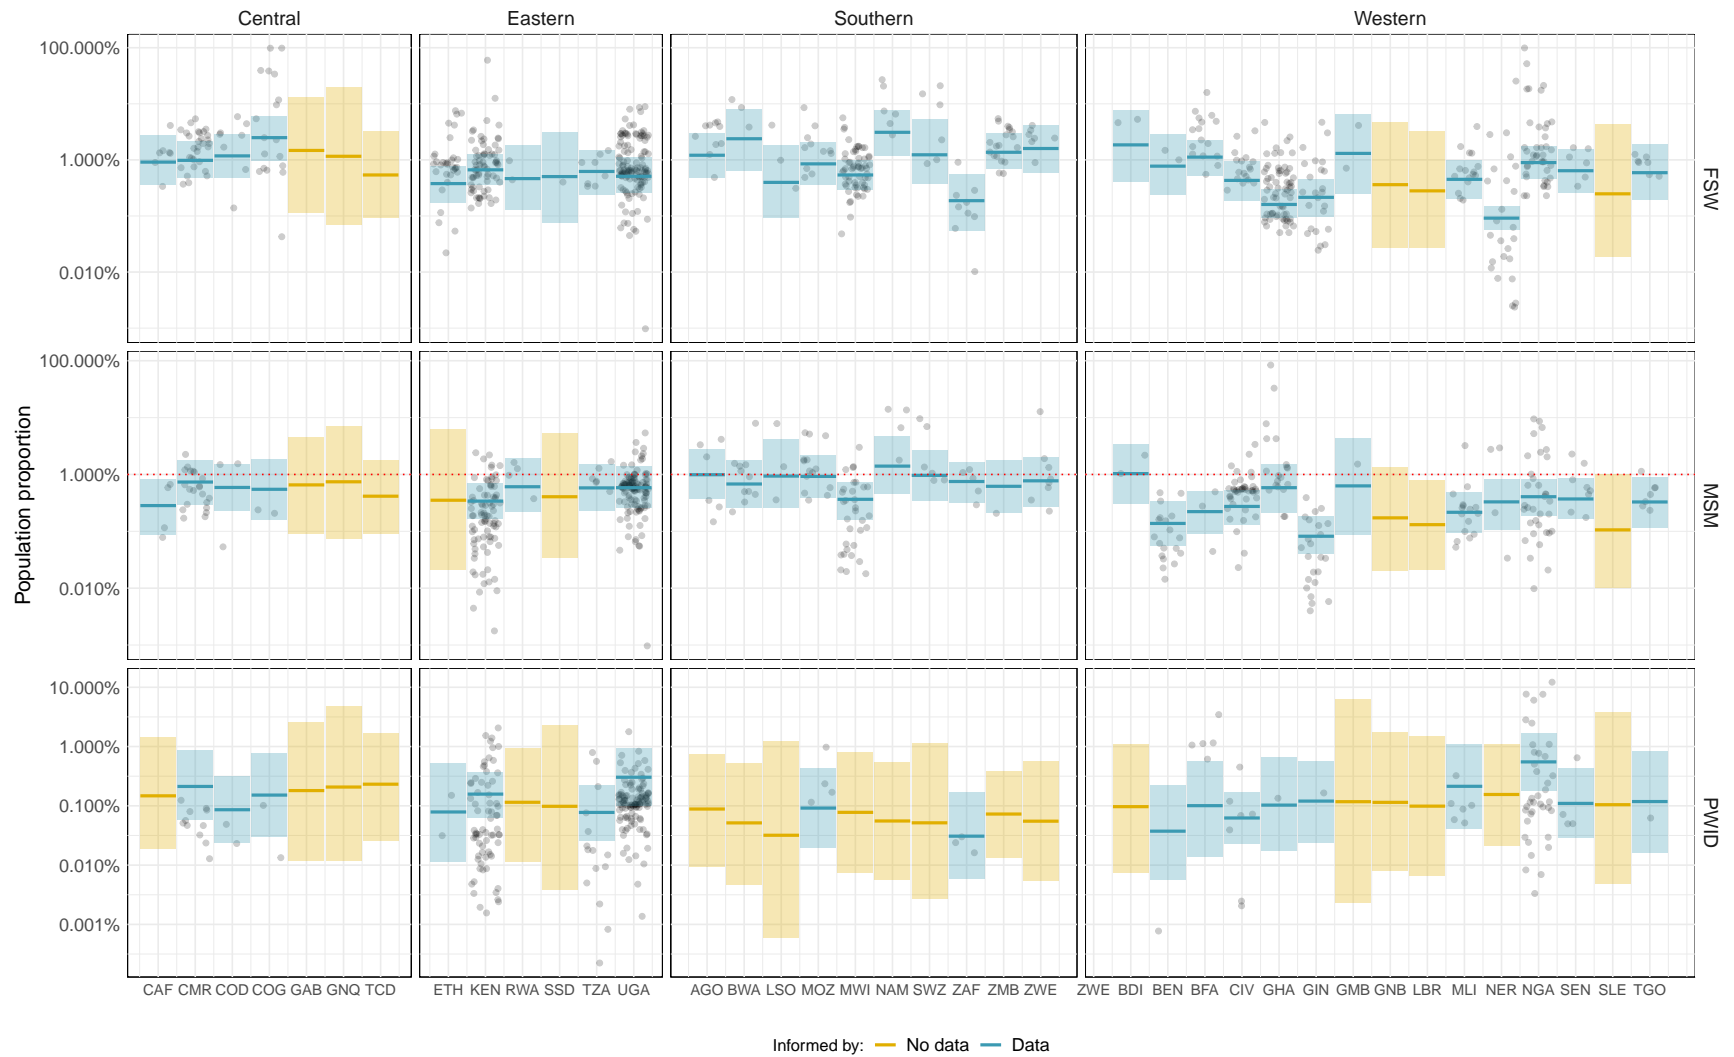 Central Eastern Southern Western
100.000%
1.000%
0.010%
FSW
100.000%
1.000%
0.010%
MSM
Population proportion
10.000%
1.000%
0.100%
0.010%
0.001%
PWID
CAF CMR COD COG GAB GNQ TCD ETH KEN RWA SSD TZA UGA AGO BWA LSO MOZ MWI NAM SWZ ZAF ZMB ZWE ZWE BDI BEN BFA CIV GHA GIN GMB GNB LBR MLI NER NGA SEN SLE TGO
Informed by: No data Data